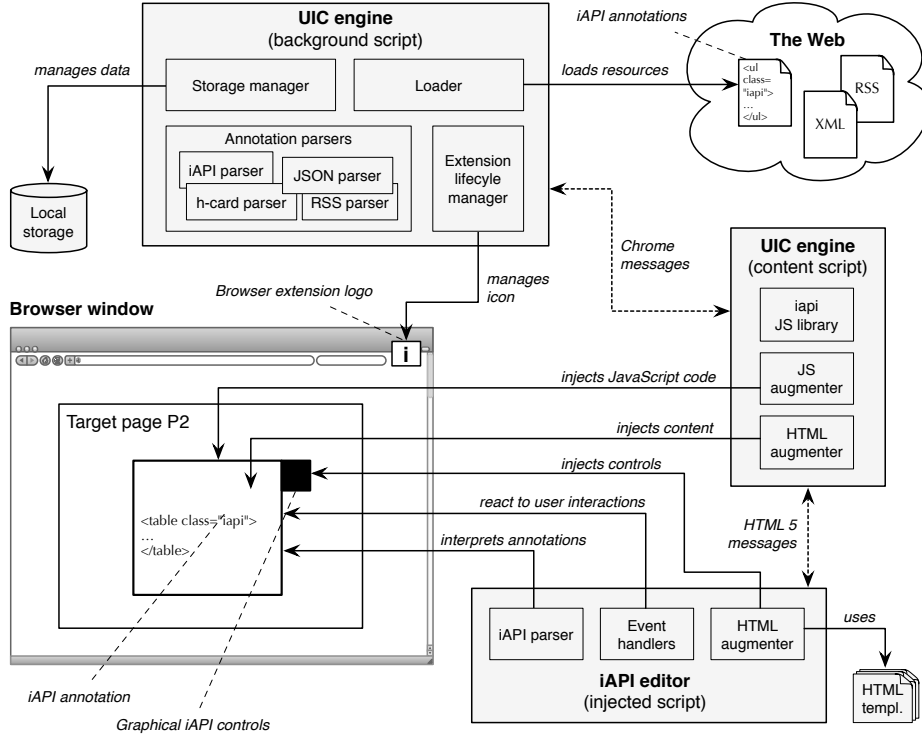 UIC engine
(background script)
iAPI annotations
The Web
manages data
Storage manager
Loader
loads resources
<ul
class=
"iapi">
...
</ul>
RSS
XML
Annotation parsers
iAPI parser
JSON parser
h-card parser
RSS parser
Extension
lifecyle
manager
Local
storage
Chrome
messages
UIC engine
(content script)
manages
icon
Browser extension logo
Browser window
i
iapi
JS library
injects JavaScript code
JS
augmenter
Target page P2
injects content
HTML
augmenter
injects controls
<table class="iapi">
...
</table>
react to user interactions
interprets annotations
HTML 5
messages
iAPI parser
Event
handlers
HTML
augmenter
uses
iAPI editor
(injected script)
iAPI annotation
Graphical iAPI controls
HTML
templ.